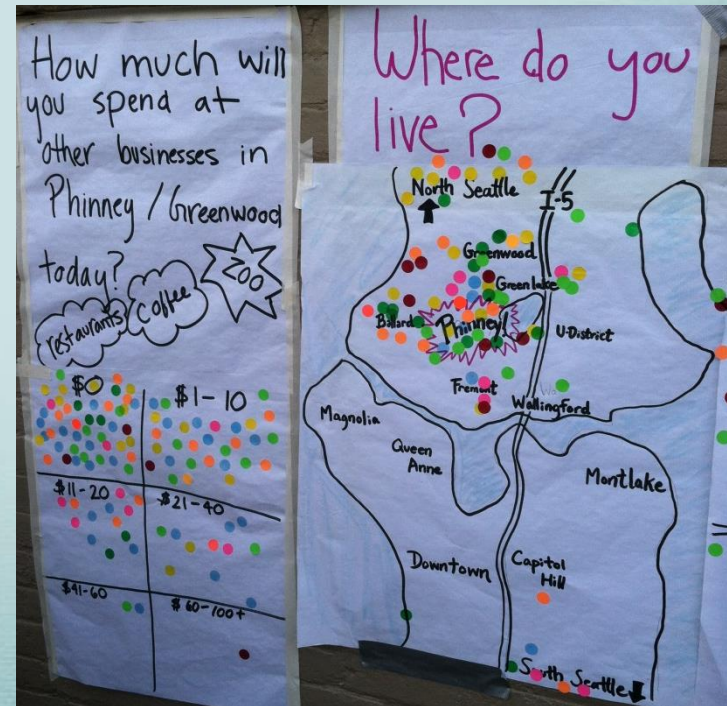 How much will
you spend at
other businesses in
Phinney / Greenwood
today?
restaurants
coffee
ZOO
$0
$1-10
$11-20
$21-40
$41-60
$60-100+
Where do you
live?
North Seattle
I-5
Greenwood
Greenlake
Ballard
Phinney!
U-District
Fremont
Wallingford
Magnolia
Queen
Anne
Montlake
Downtown
Capitol
Hill
South Seattle